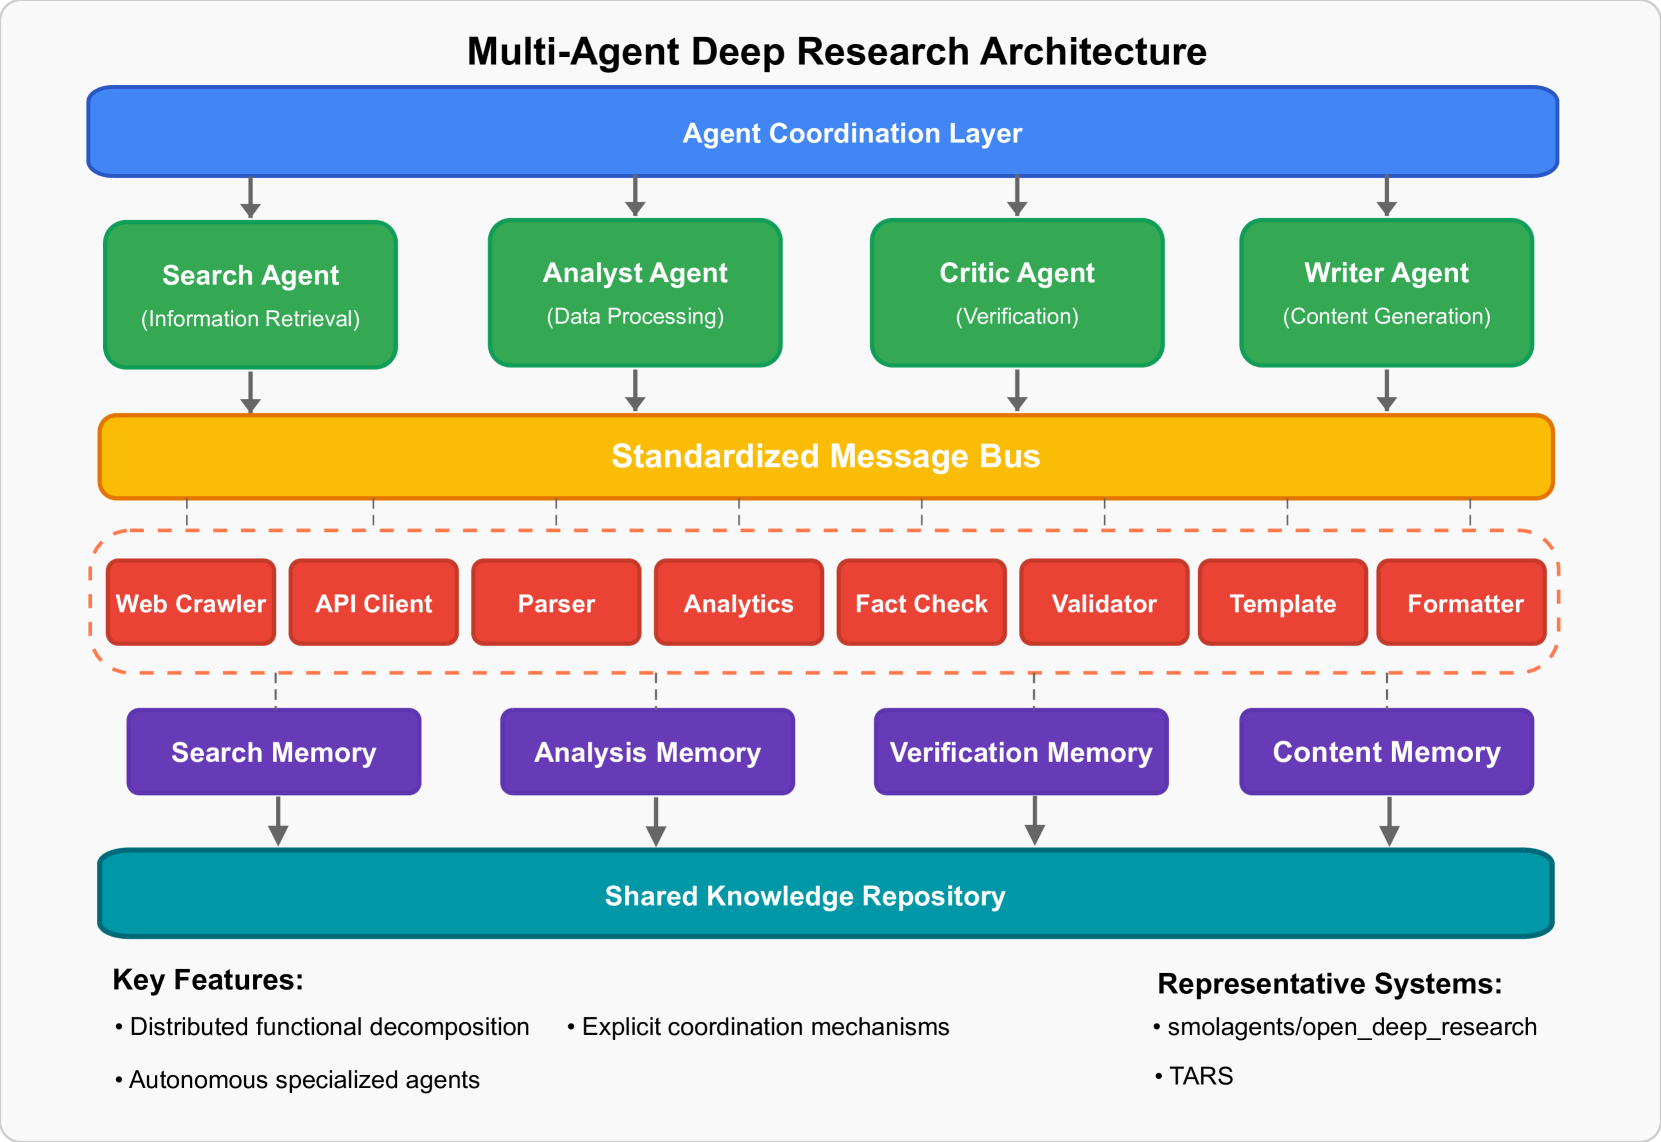 Multi-Agent Deep Research Architecture
Agent Coordination Layer
Search Agent
(Information Retrieval)
Analyst Agent
(Data Processing)
Critic Agent
(Verification)
Writer Agent
(Content Generation)
Standardized Message Bus
Web Crawler
API Client
Parser
Analytics
Fact Check
Validator
Template
Formatter
Search Memory
Analysis Memory
Verification Memory
Content Memory
Shared Knowledge Repository
Key Features:
• Distributed functional decomposition
• Explicit coordination mechanisms
• Autonomous specialized agents
Representative Systems:
• smolagents/open_deep_research
• TARS